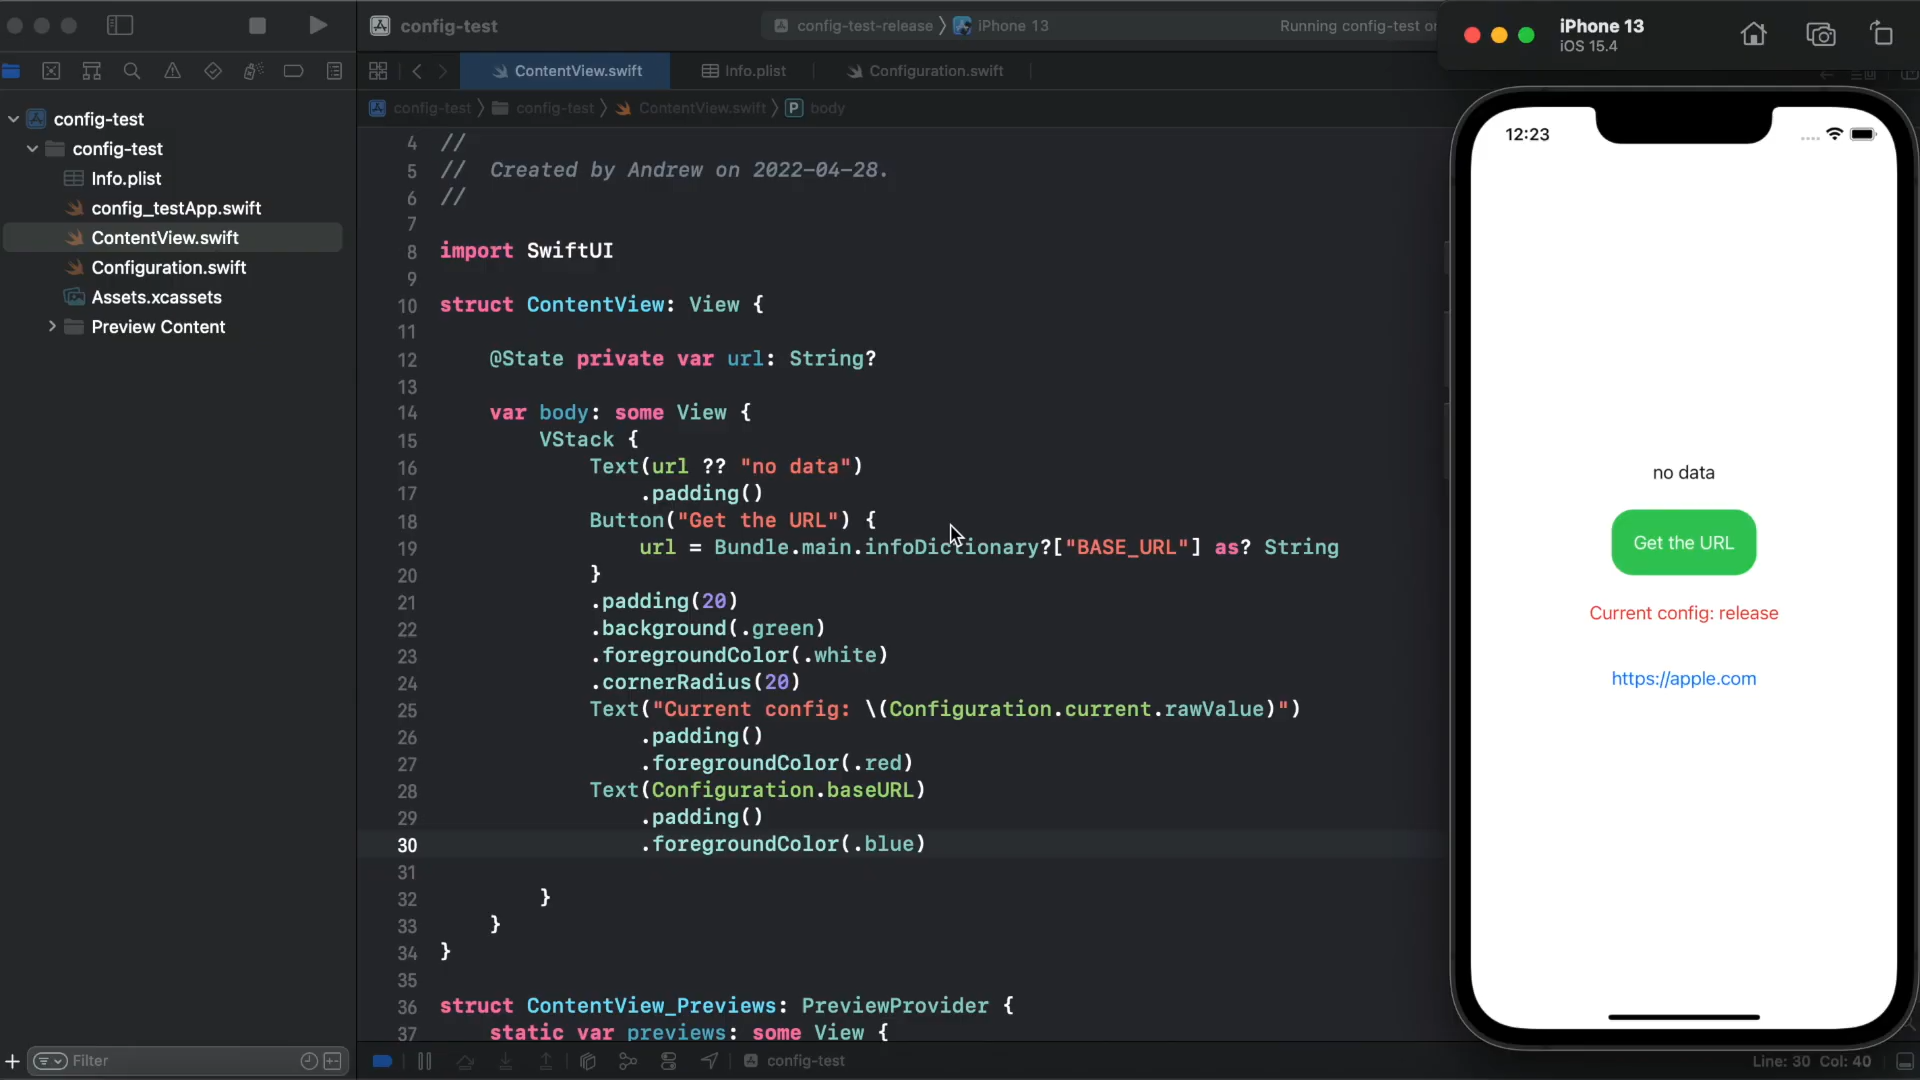 config-test
config-test-release
iPhone 13
Running config-test
iPhone 13
iOS 15.4
ContentView.swift
Info.plist
Configuration.swift
config-test
config-test
ContentView.swift
P body
config-test
config-test
Info.plist
config_testApp.swift
ContentView.swift
Configuration.swift
Assets.xcassets
Preview Content
4 //
5 //  Created by Andrew on 2022-04-28.
6 //
7
8 import SwiftUI
9
10 struct ContentView: View {
11
12     @State private var url: String?
13
14     var body: some View {
15         VStack {
16             Text(url ?? "no data")
17                 .padding()
18             Button("Get the URL") {
19                 url = Bundle.main.infoDictionary?["BASE_URL"] as? String
20             }
21             .padding(20)
22             .background(.green)
23             .foregroundColor(.white)
24             .cornerRadius(20)
25             Text("Current config: \(Configuration.current.rawValue)")
26                 .padding()
27                 .foregroundColor(.red)
28             Text(Configuration.baseURL)
29                 .padding()
30                 .foregroundColor(.blue)
31
32         }
33     }
34 }
35
36 struct ContentView_Previews: PreviewProvider {
37     static var previews: some View {
12:23
no data
Get the URL
Current config: release
https://apple.com
Filter
config-test
Line: 30 Col: 40